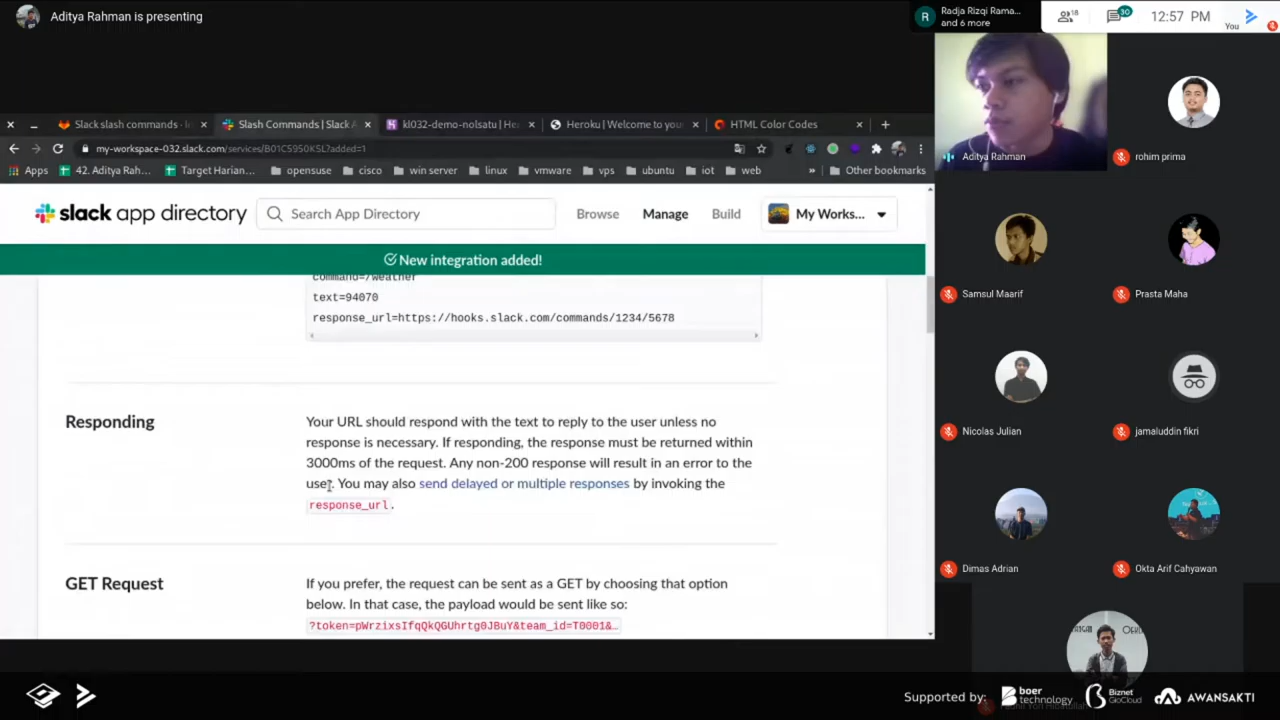 Aditya Rahman is presenting
R
Radja Rizqi Rama...
and 6 more
18
30
12:57 PM
You
Slack slash commands - In
Slash Commands | Slack A
kl032-demo-nolsatu | He
Heroku | Welcome to you
HTML Color Codes
my-workspace-032.slack.com/services/B01CS950KSL?added=1
Apps
42. Aditya Rah...
Target Harian...
opensuse
cisco
win server
linux
vmware
vps
ubuntu
iot
web
»
Other bookmarks
slack app directory
Search App Directory
Browse
Manage
Build
My Works...
New integration added!
command=/weather
text=94070
response_url=https://hooks.slack.com/commands/1234/5678
Responding
Your URL should respond with the text to reply to the user unless no
response is necessary. If responding, the response must be returned within
3000ms of the request. Any non-200 response will result in an error to the
user. You may also send delayed or multiple responses by invoking the
response_url.
GET Request
If you prefer, the request can be sent as a GET by choosing that option
below. In that case, the payload would be sent like so:
?token=pWrzixsIfqQkQGUhrtg0JBuY&team_id=T0001&…
Aditya Rahman
rohim prima
Samsul Maarif
Prasta Maha
Nicolas Julian
jamaluddin fikri
Dimas Adrian
Okta Arif Cahyawan
Supported by:
boer
technology
Biznet
GioCloud
AWANSAKTI